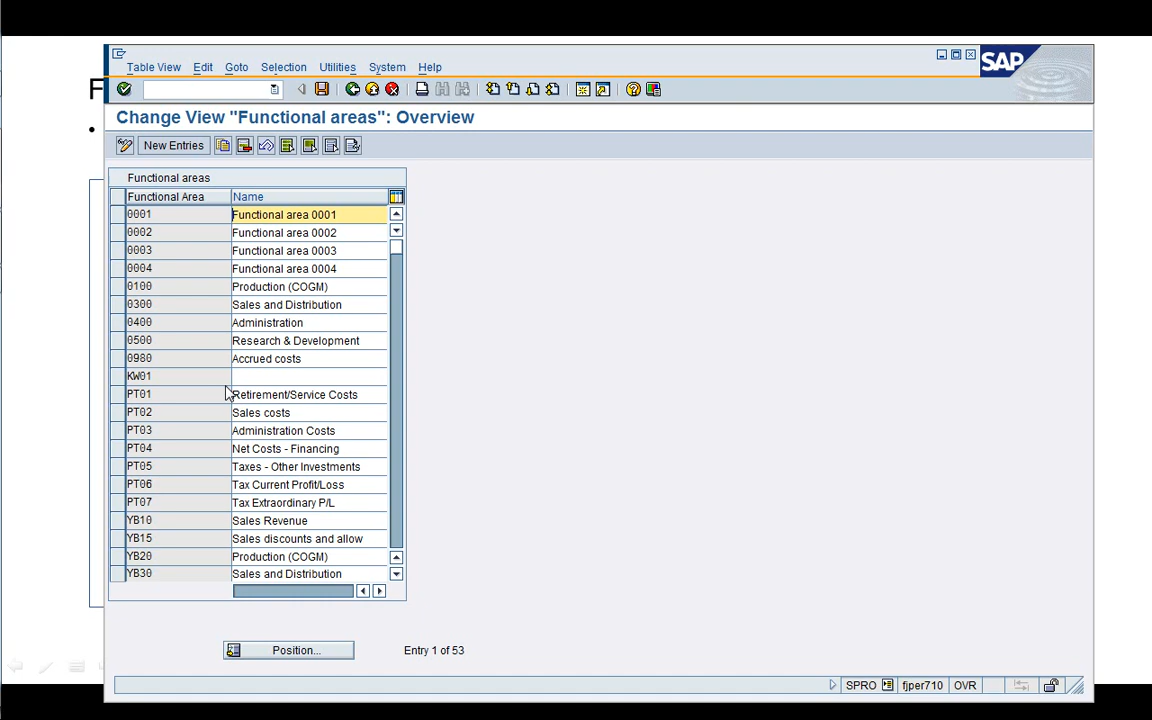 F
•
SAP
Table View Edit Goto Selection Utilities System Help
Change View "Functional areas": Overview
New Entries
Functional areas
Functional Area Name
0001 Functional area 0001
0002 Functional area 0002
0003 Functional area 0003
0004 Functional area 0004
0100 Production (COGM)
0300 Sales and Distribution
0400 Administration
0500 Research & Development
0980 Accrued costs
KW01
PT01 Retirement/Service Costs
PT02 Sales costs
PT03 Administration Costs
PT04 Net Costs - Financing
PT05 Taxes - Other Investments
PT06 Tax Current Profit/Loss
PT07 Tax Extraordinary P/L
YB10 Sales Revenue
YB15 Sales discounts and allow
YB20 Production (COGM)
YB30 Sales and Distribution
Position... Entry 1 of 53
SPRO fjper710 OVR